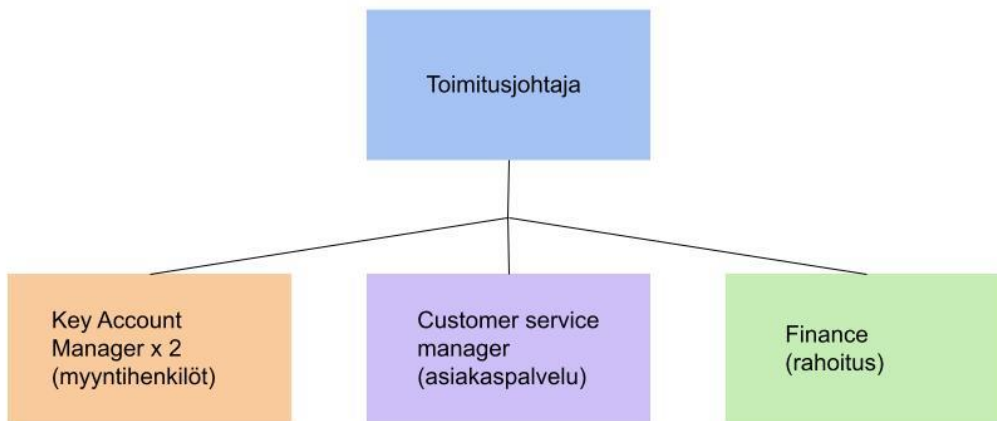 Toimitusjohtaja
Key Account
Manager x 2
(myyntihenkilöt)
Customer service
manager
(asiakaspalvelu)
Finance
(rahoitus)